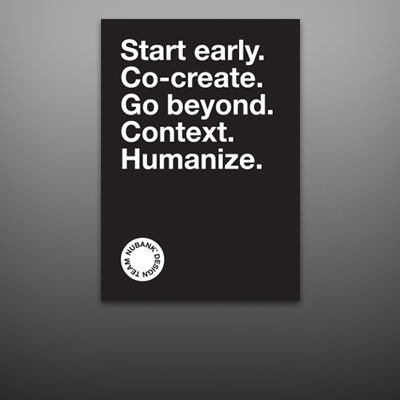 Start early.
Co-create.
Go beyond.
Context.
Humanize.
NUBANK® DESIGN TEAM